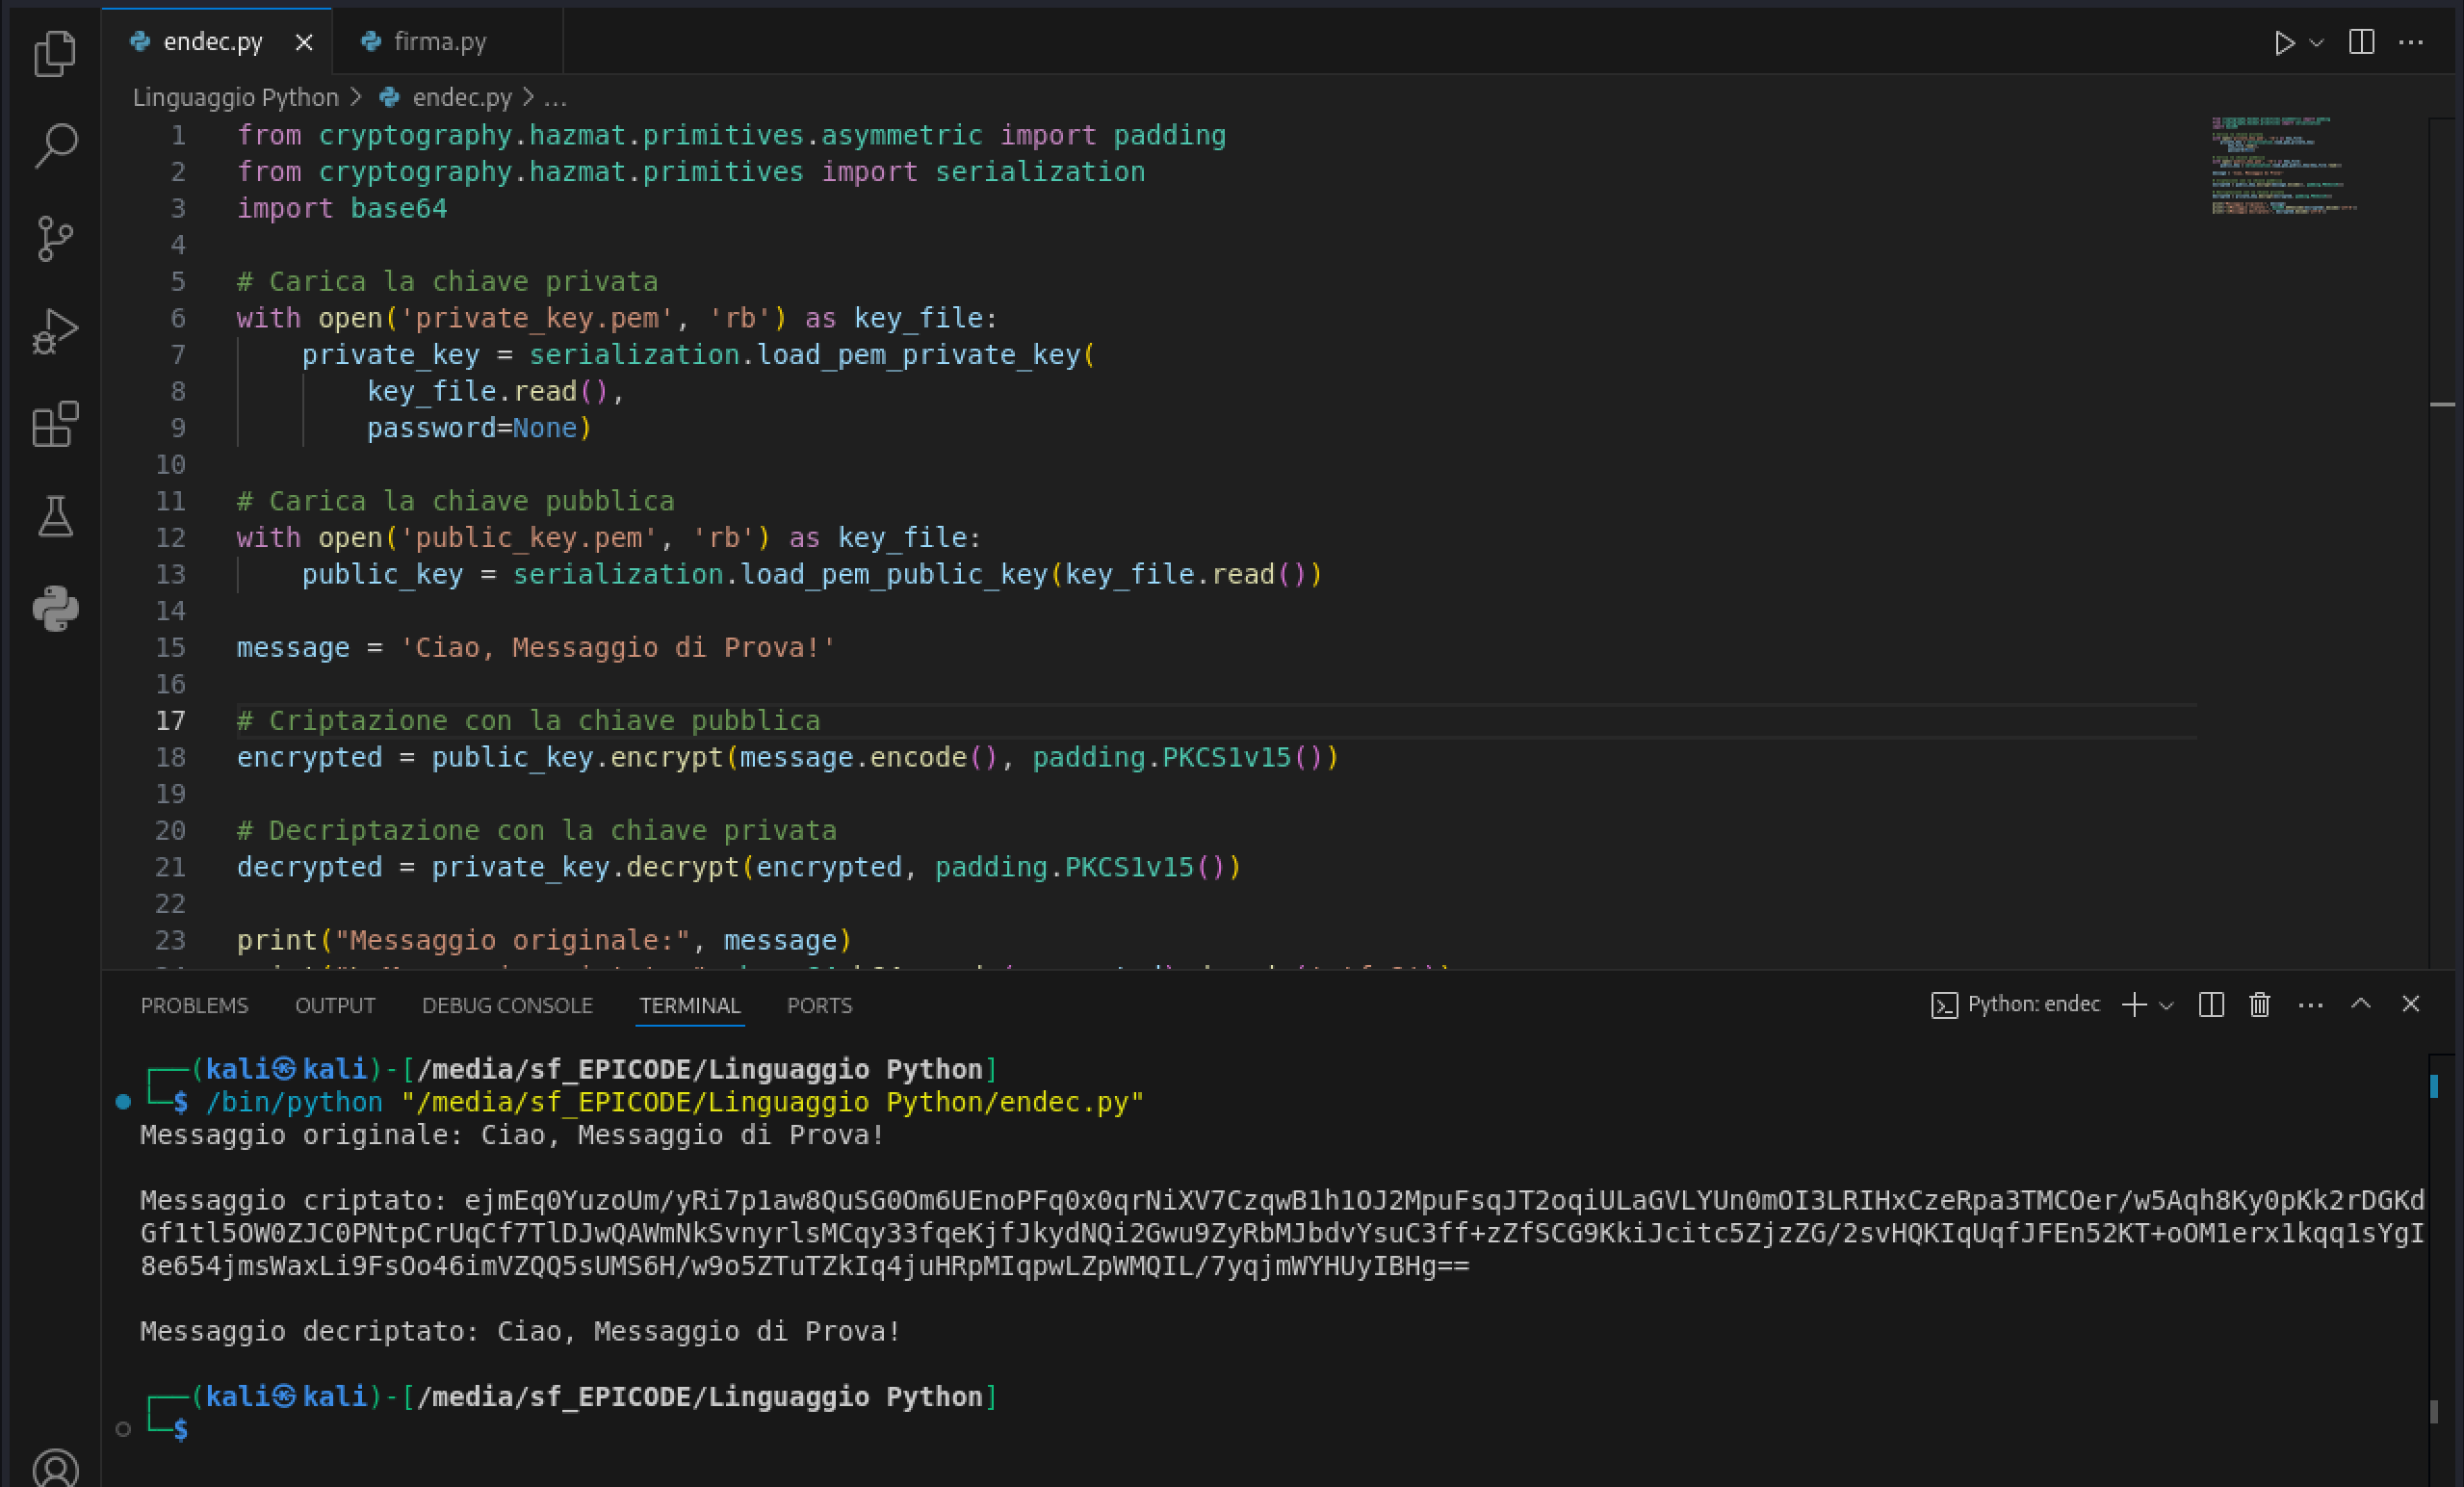 endec.py
firma.py
Linguaggio Python > endec.py > ...
1 from cryptography.hazmat.primitives.asymmetric import padding
2 from cryptography.hazmat.primitives import serialization
3 import base64
4
5 # Carica la chiave privata
6 with open('private_key.pem', 'rb') as key_file:
7 private_key = serialization.load_pem_private_key(
8 key_file.read(),
9 password=None)
10
11 # Carica la chiave pubblica
12 with open('public_key.pem', 'rb') as key_file:
13 public_key = serialization.load_pem_public_key(key_file.read())
14
15 message = 'Ciao, Messaggio di Prova!'
16
17 # Criptazione con la chiave pubblica
18 encrypted = public_key.encrypt(message.encode(), padding.PKCS1v15())
19
20 # Decriptazione con la chiave privata
21 decrypted = private_key.decrypt(encrypted, padding.PKCS1v15())
22
23 print("Messaggio originale:", message)
PROBLEMS OUTPUT DEBUG CONSOLE TERMINAL PORTS Python: endec
(kali㉿kali)-[/media/sf_EPICODE/Linguaggio Python]
$ /bin/python "/media/sf_EPICODE/Linguaggio Python/endec.py"
Messaggio originale: Ciao, Messaggio di Prova!
Messaggio criptato: ejmEq0YuzoUm/yRi7p1aw8QuSG0Om6UEnoPFq0x0qrNiXV7CzqwB1h1OJ2MpuFsqJT2oqiULaGVLYUn0mOI3LRIHxCzeRpa3TMCOer/w5Aqh8Ky0pKk2rDGKd
Gf1tl5OW0ZJC0PNtpCrUqCf7TlDJwQAWmNkSvnyrlsMCqy33fqeKjfJkydNQi2Gwu9ZyRbMJbdvYsuC3ff+zZfSCG9KkiJcitc5ZjzZG/2svHQKIqUqfJFEn52KT+oOM1erx1kqq1sYgI
8e654jmsWaxLi9FsOo46imVZQQ5sUMS6H/w9o5ZTuTZkIq4juHRpMIqpwLZpWMQIL/7yqjmWYHUyIBHg==
Messaggio decriptato: Ciao, Messaggio di Prova!
(kali㉿kali)-[/media/sf_EPICODE/Linguaggio Python]
$